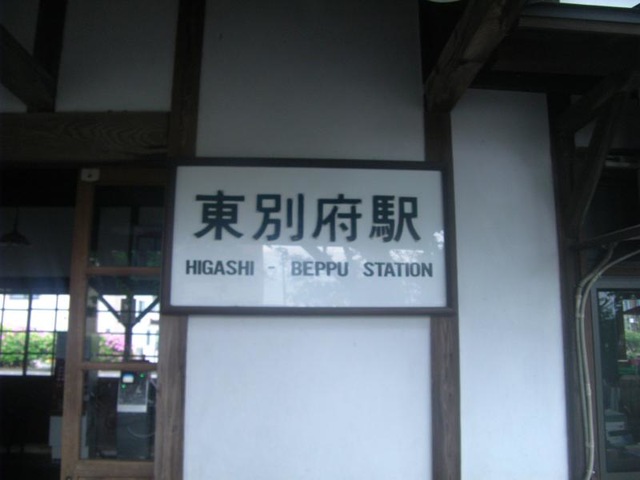 東別府駅
HIGASHI - BEPPU STATION